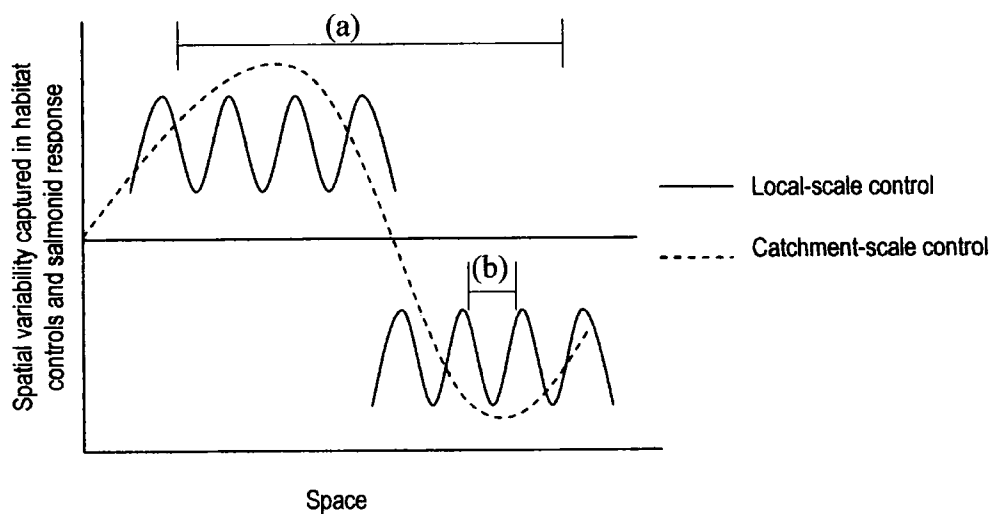 (a)
Spatial variability captured in habitat
controls and salmonid response
Local-scale control
Catchment-scale control
(b)
Space